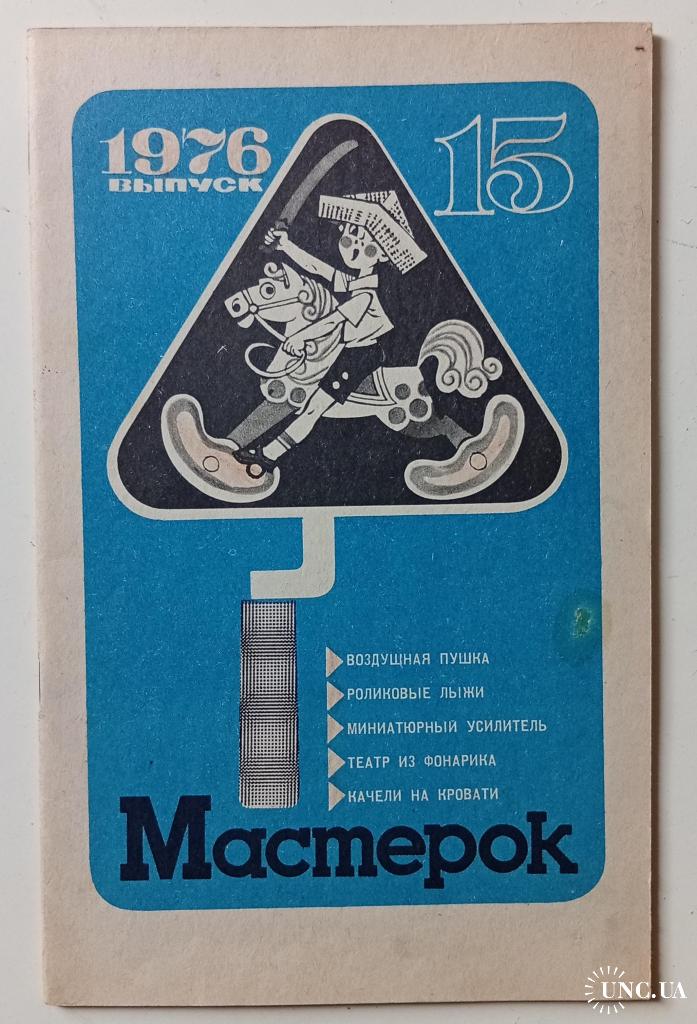 1976
выпуск
15
ВОЗДУШНАЯ ПУШКА
РОЛИКОВЫЕ ЛЫЖИ
МИНИАТЮРНЫЙ УСИЛИТЕЛЬ
ТЕАТР ИЗ ФОНАРИКА
КАЧЕЛИ НА КРОВАТИ
Мастерок
UNC.UA